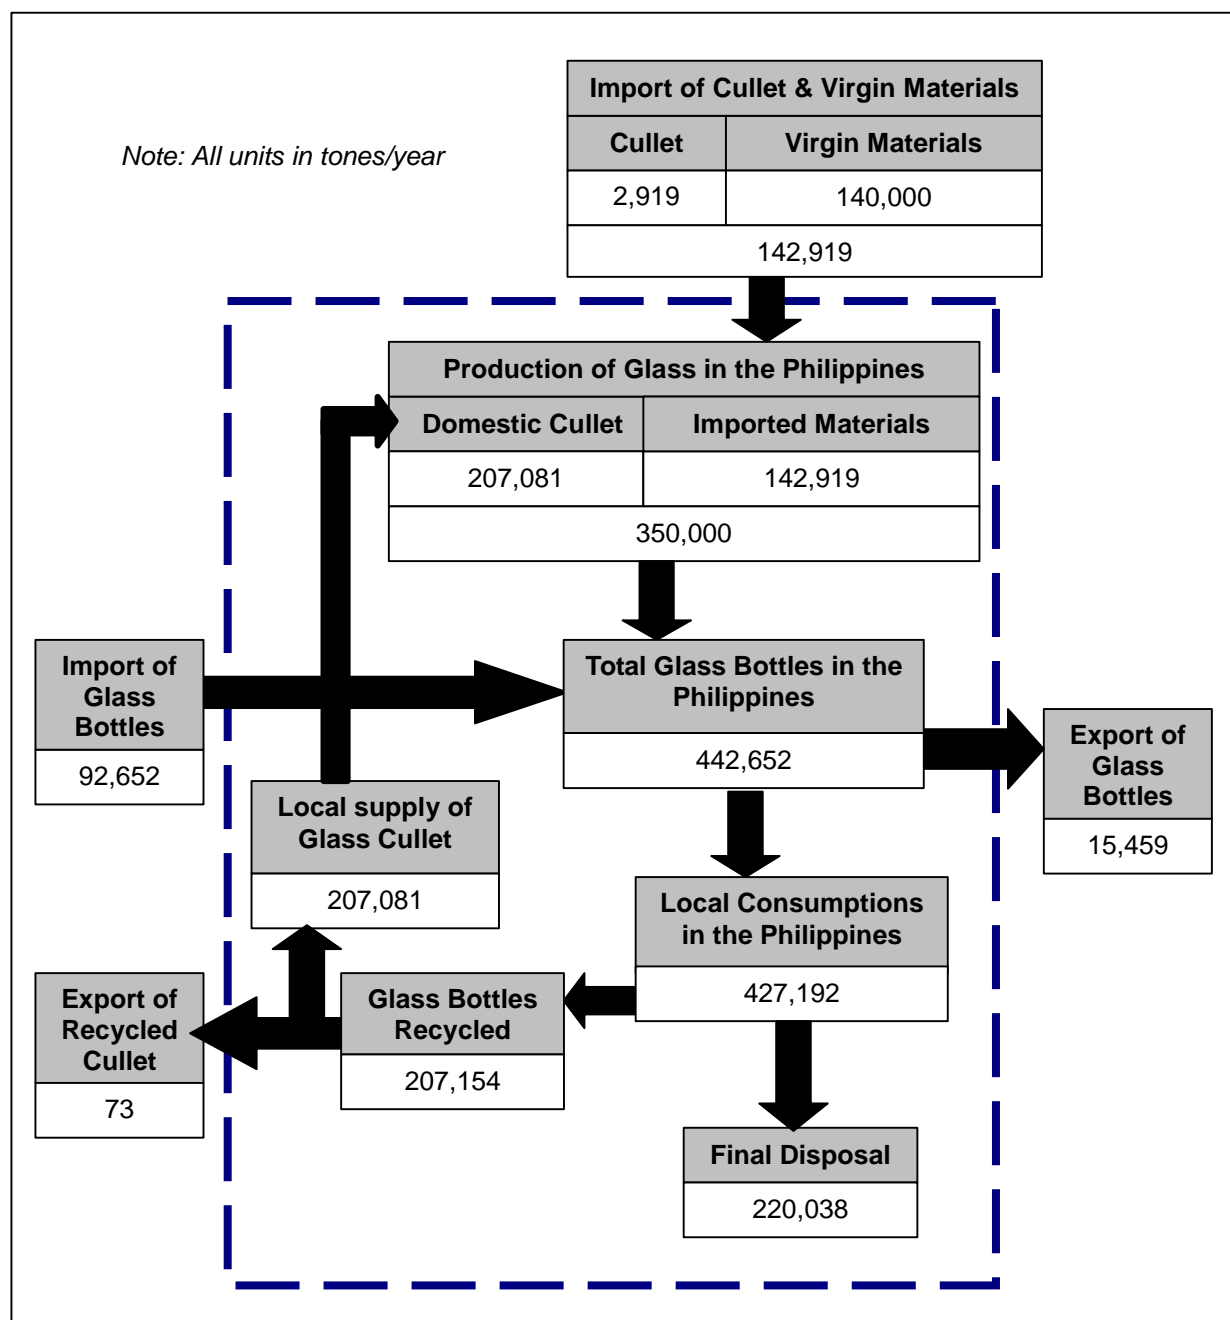 Import of Cullet & Virgin Materials
Cullet
Virgin Materials
2,919
140,000
142,919
Note: All units in tones/year
Production of Glass in the Philippines
Domestic Cullet
Imported Materials
207,081
142,919
350,000
Import of
Glass
Bottles
92,652
Total Glass Bottles in the
Philippines
442,652
Export of
Glass
Bottles
15,459
Local supply of
Glass Cullet
207,081
Local Consumptions
in the Philippines
427,192
Export of
Recycled
Cullet
73
Glass Bottles
Recycled
207,154
Final Disposal
220,038